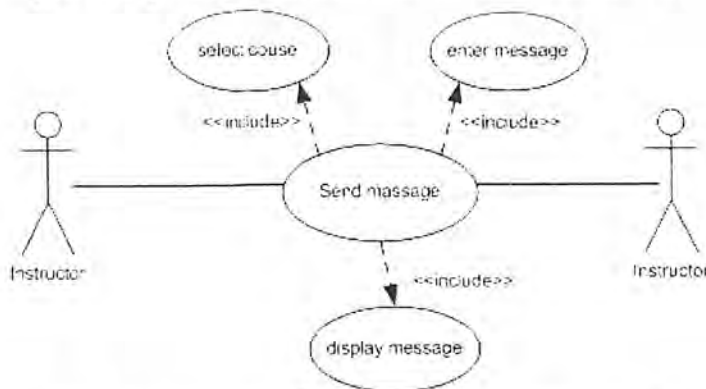 select couse
enter message
<<include>>
<<include>>
Send massage
Instructor
Instructor
<<include>>
display message